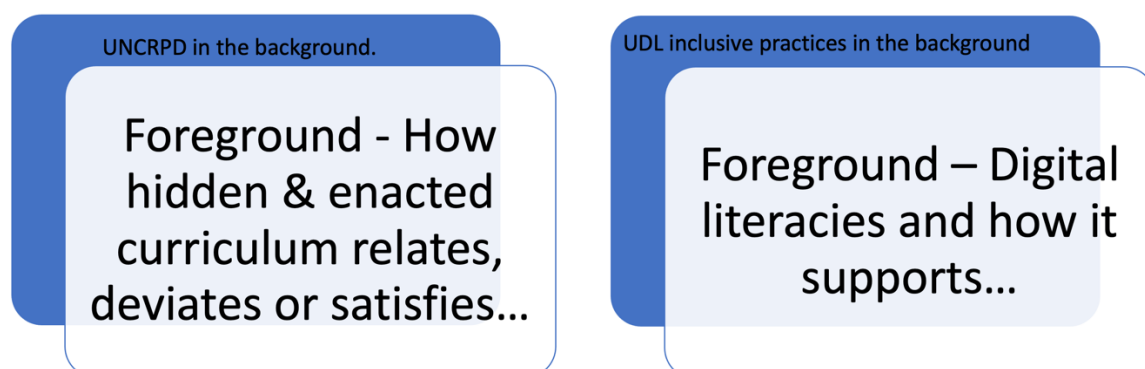 UNCRPD in the background.
Foreground - How
hidden & enacted
curriculum relates,
deviates or satisfies...
UDL inclusive practices in the background
Foreground – Digital
literacies and how it
supports...